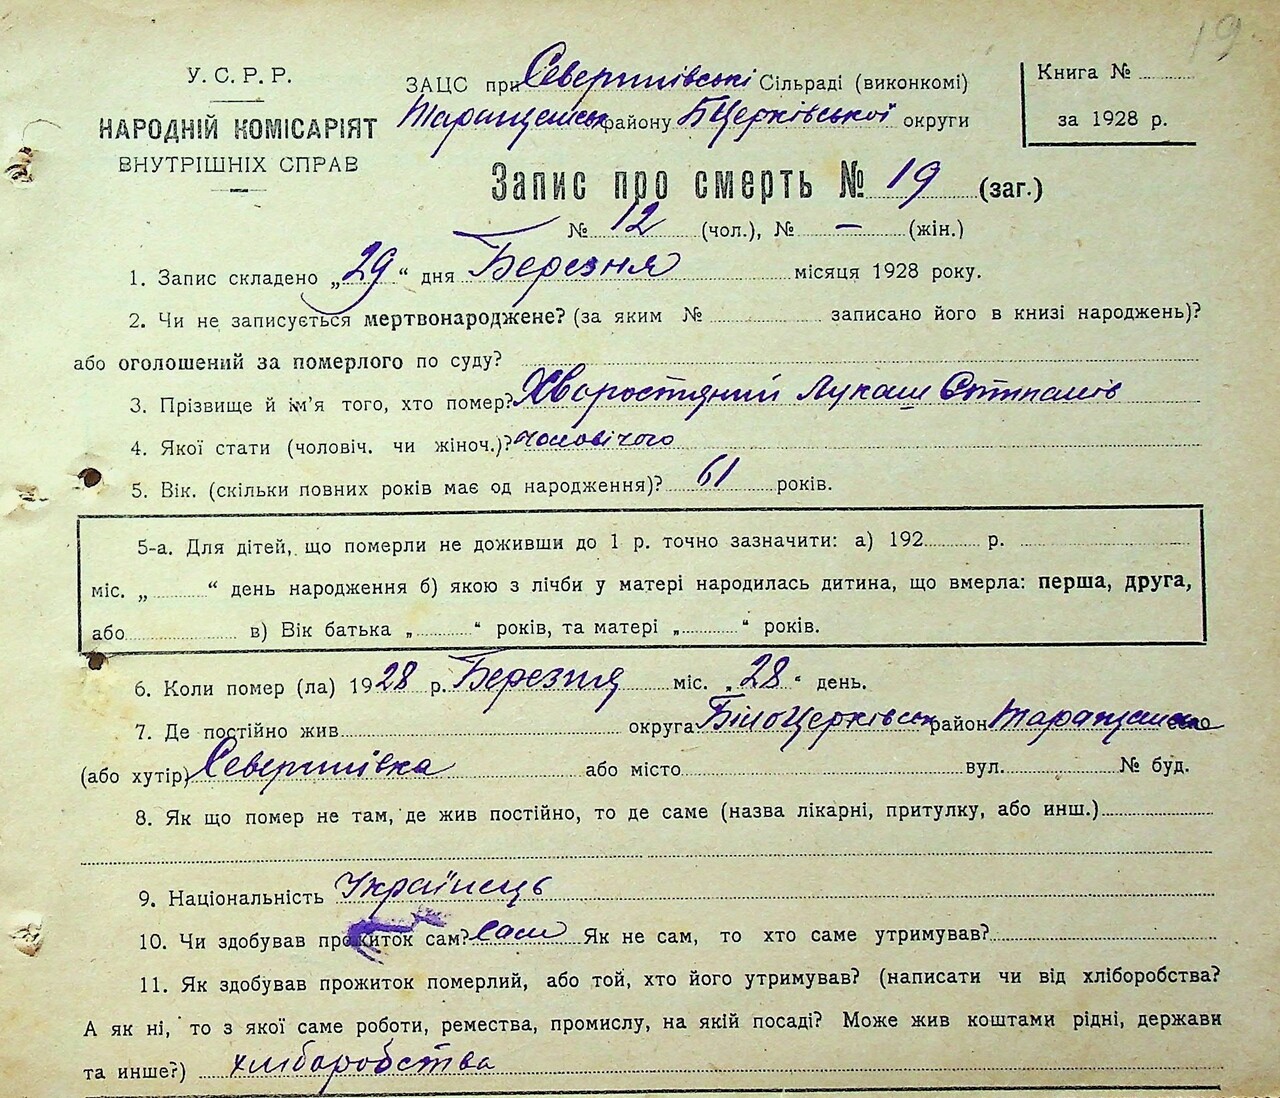 19.
У. С. Р. Р.
НАРОДНІЙ КОМІСАРІЯТ
ВНУТРІШНІХ СПРАВ
ЗАЦС при Северинівські Сільраді (виконкомі)
Таращанськ району БЦерківської округи
Книга №
за 1928 р.
Запис про смерть № 19 (заг.)
№ 12 (чол.), № — (жін.)
1. Запис складено „29“ дня Березня місяця 1928 року.
2. Чи не записується мертвонароджене? (за яким № записано його в книзі народжень)?
або оголошений за померлого по суду?
3. Прізвище й ім'я того, хто помер? Хворостяний Лукаш
4. Якої стати (чоловіч. чи жіноч.)? чоловічого
5. Вік. (скільки повних років має од народження)? 61 років.
5-а. Для дітей, що померли не доживши до 1 р. точно зазначити: а) 192 р.
міс. „ “ день народження б) якою з лічби у матері народилась дитина, що вмерла: перша, друга,
або в) Вік батька „ “ років, та матері „ “ років.
6. Коли помер (ла) 1928 р. Березня міс. „28“ день.
7. Де постійно жив округа БілоЦерківськ район Таращанськ село
(або хутір) Северинівка або місто вул. № буд.
8. Як що помер не там, де жив постійно, то де саме (назва лікарні, притулку, або инш.)
9. Національність Українець
10. Чи здобував прожиток сам? Сам Як не сам, то хто саме утримував?
11. Як здобував прожиток померлий, або той, хто його утримував? (написати чи від хліборобства?
А як ні, то з якої саме роботи, ремества, промислу, на якій посаді? Може жив коштами рідні, держави
та инше?) хліборобства